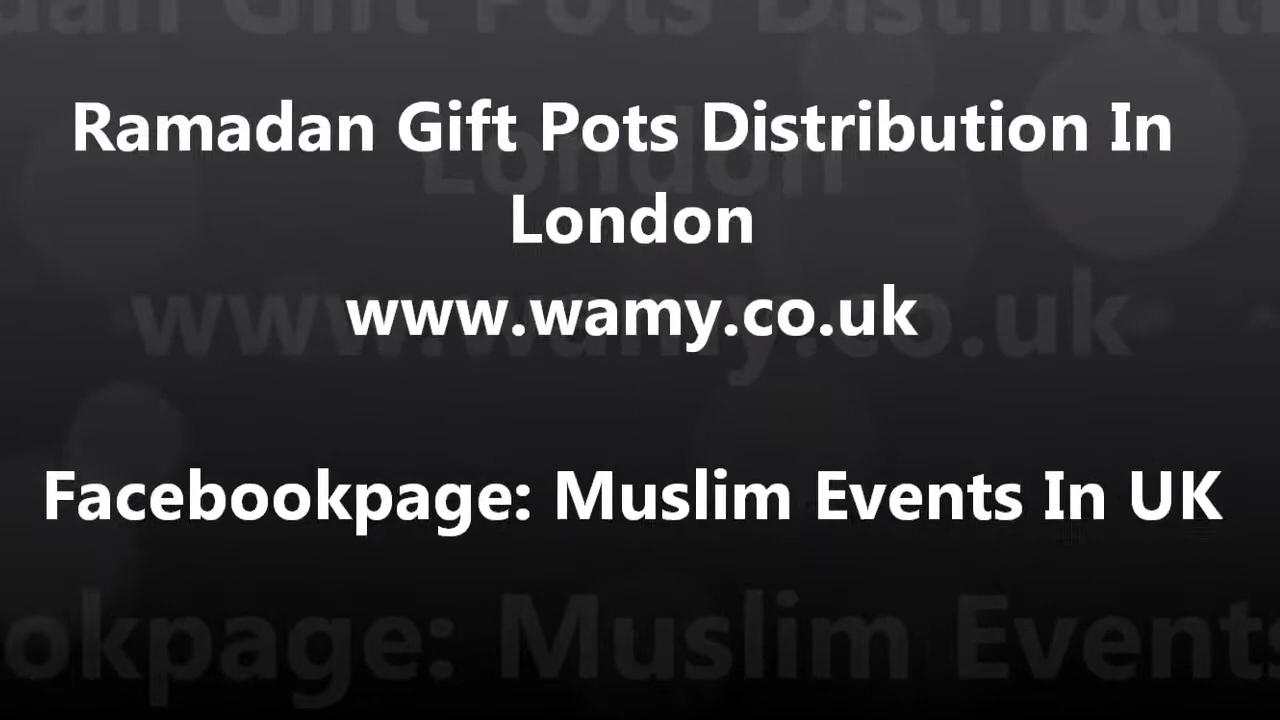 Ramadan Gift Pots Distribution In
London
www.wamy.co.uk
Facebookpage: Muslim Events In UK